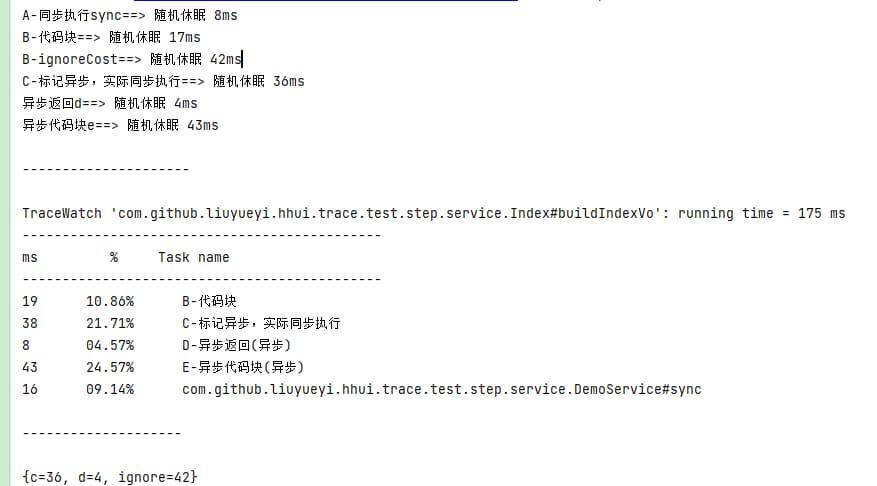 A-同步执行sync==> 随机休眠 8ms
B-代码块==> 随机休眠 17ms
B-ignoreCost==> 随机休眠 42ms
C-标记异步，实际同步执行==> 随机休眠 36ms
异步返回d==> 随机休眠 4ms
异步代码块e==> 随机休眠 43ms
---------------------
TraceWatch 'com.github.liuyueyi.hhui.trace.test.step.service.Index#buildIndexVo': running time = 175 ms
---------------------------------------------
ms         %     Task name
---------------------------------------------
19      10.86%      B-代码块
38      21.71%      C-标记异步，实际同步执行
8       04.57%      D-异步返回(异步)
43      24.57%      E-异步代码块(异步)
16      09.14%      com.github.liuyueyi.hhui.trace.test.step.service.DemoService#sync
--------------------
{c=36, d=4, ignore=42}